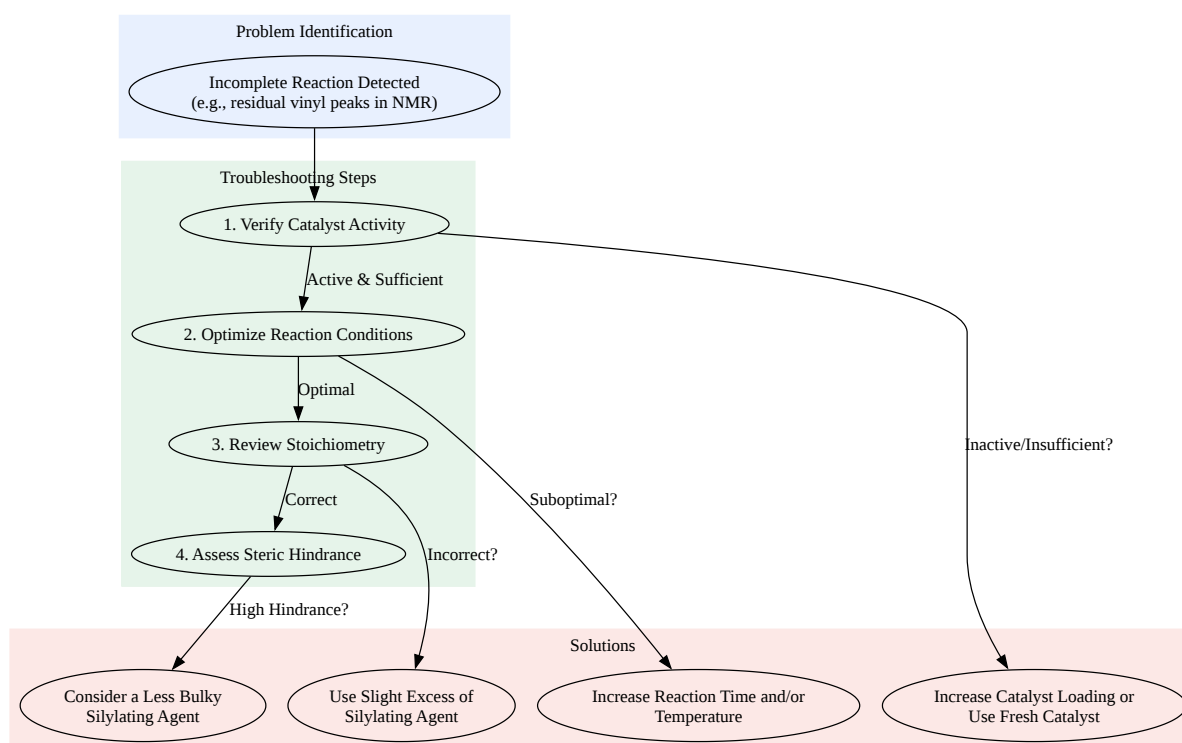 Problem Identification
Incomplete Reaction Detected
(e.g., residual vinyl peaks in NMR)
Troubleshooting Steps
1. Verify Catalyst Activity
Active & Sufficient
2. Optimize Reaction Conditions
Optimal
3. Review Stoichiometry
Inactive/Insufficient?
Correct
Suboptimal?
4. Assess Steric Hindrance
Incorrect?
High Hindrance?
Solutions
Consider a Less Bulky
Silylating Agent
Use Slight Excess of
Silylating Agent
Increase Reaction Time and/or
Temperature
Increase Catalyst Loading or
Use Fresh Catalyst